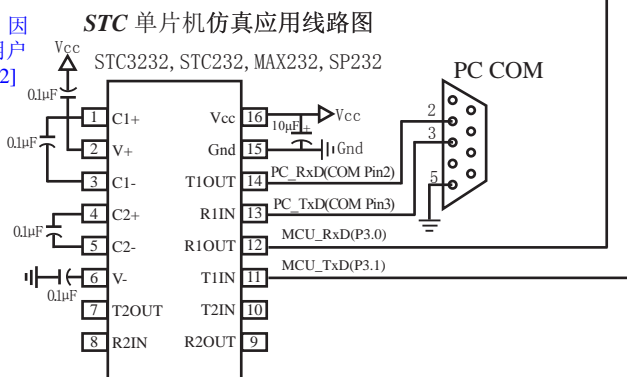 因
STC 单片机仿真应用线路图
户
2]
Vcc
STC3232, STC232, MAX232, SP232
PC COM
0.1μF
1 C1+ Vcc 16 Vcc
0.1μF
10μF +
2 V+ Gnd 15 Gnd
3 C1- T1OUT 14 PC_RxD(COM Pin2)
4 C2+ R1IN 13 PC_TxD(COM Pin3)
0.1μF
5 C2- R1OUT 12 MCU_RxD(P3.0)
6 V- T1IN 11 MCU_TxD(P3.1)
0.1μF
7 T2OUT T2IN 10
8 R2IN R2OUT 9
2
3
5